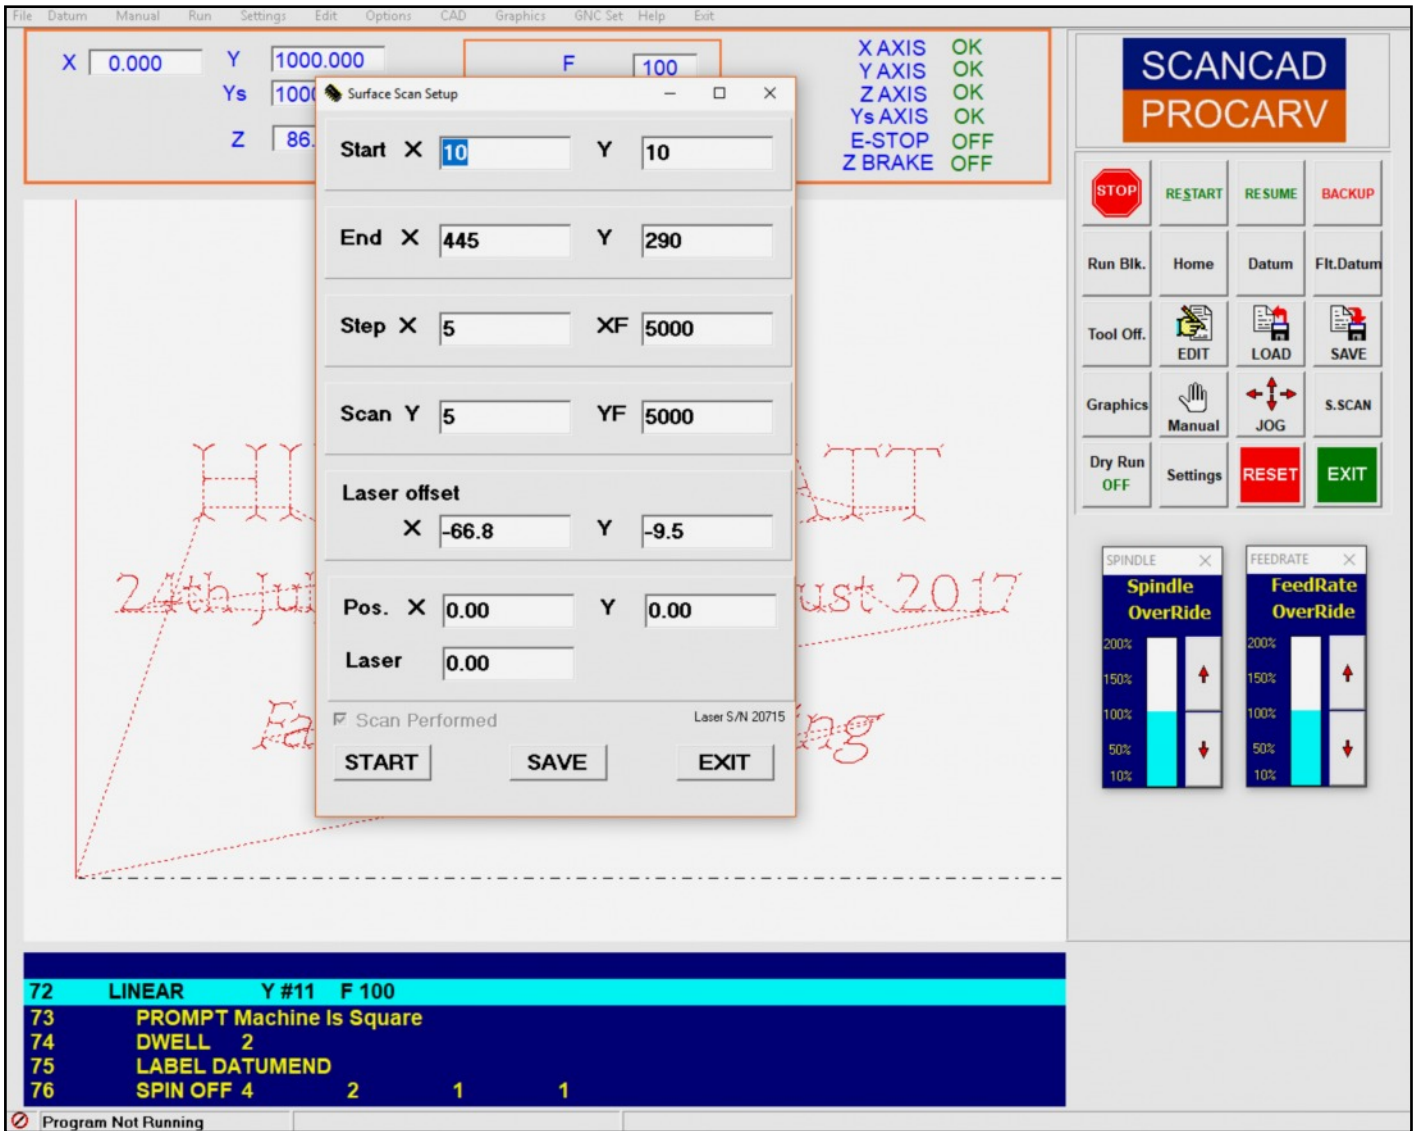 File Datum Manual Run Settings Edit Options CAD Graphics GNC Set Help Exit
X 0.000 Y 1000.000 F 100
Ys 1000
Z 86.
X AXIS OK
Y AXIS OK
Z AXIS OK
Ys AXIS OK
E-STOP OFF
Z BRAKE OFF
SCANCAD
PROCARV
Surface Scan Setup
Start X 10 Y 10
End X 445 Y 290
Step X 5 XF 5000
Scan Y 5 YF 5000
Laser offset
X -66.8 Y -9.5
Pos. X 0.00 Y 0.00
Laser 0.00
Scan Performed Laser S/N 20715
START SAVE EXIT
24th 2017
STOP RESTART RESUME BACKUP
Run Blk. Home Datum Flt.Datum
Tool Off. EDIT LOAD SAVE
Graphics Manual JOG S.SCAN
Dry Run
OFF Settings RESET EXIT
SPINDLE
Spindle
OverRide
200%
150%
100%
50%
10%
FEEDRATE
FeedRate
OverRide
200%
150%
100%
50%
10%
72 LINEAR Y #11 F 100
73 PROMPT Machine Is Square
74 DWELL 2
75 LABEL DATUMEND
76 SPIN OFF 4 2 1 1
Program Not Running